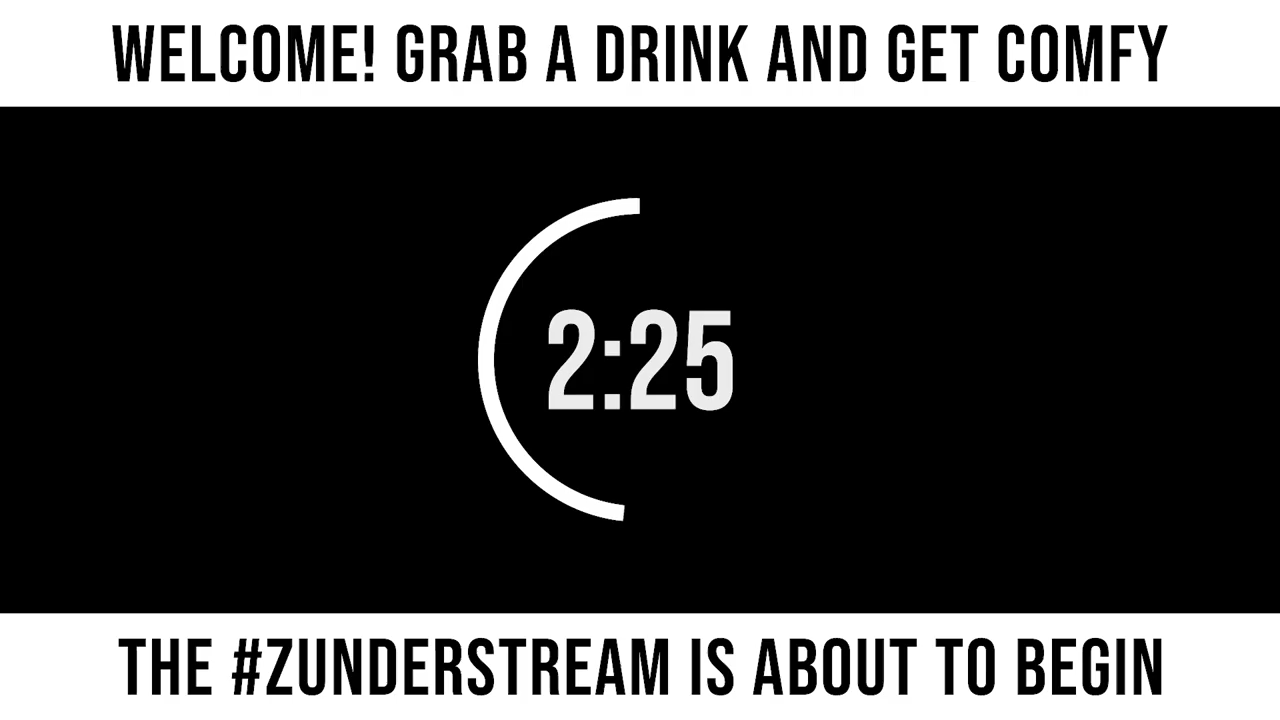 WELCOME! GRAB A DRINK AND GET COMFY
2:25
THE #ZUNDERSTREAM IS ABOUT TO BEGIN